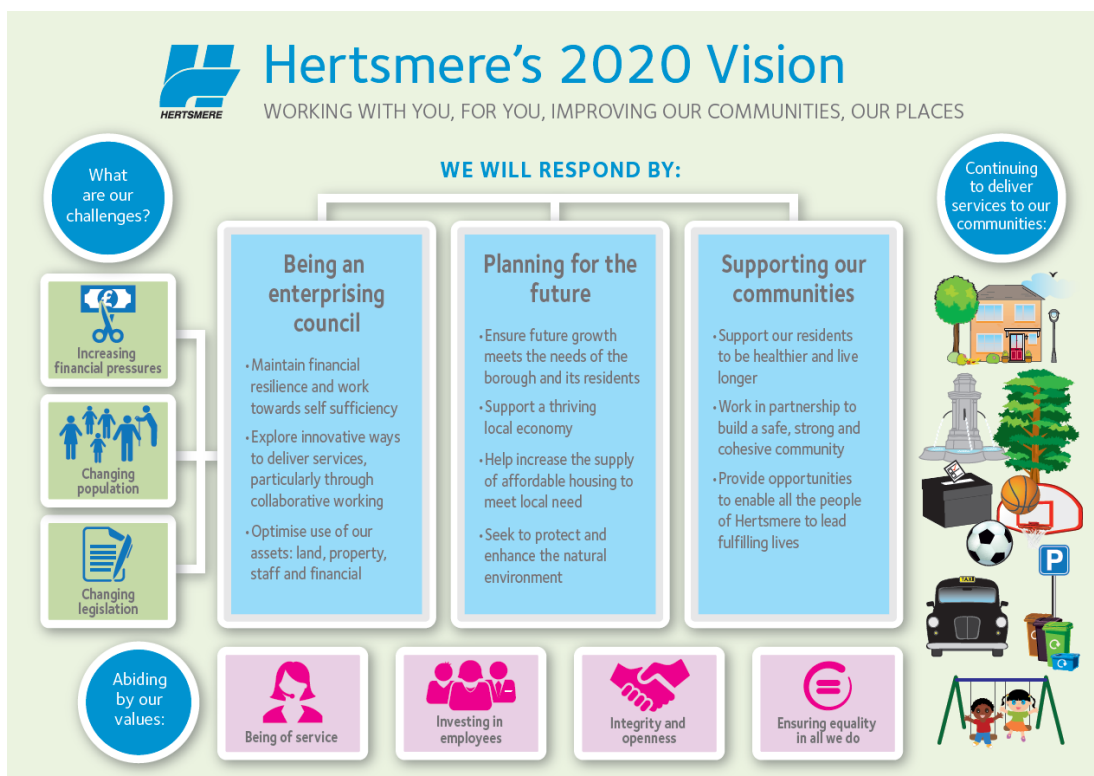 Hertsmere's 2020 Vision
HERTSMERE
WORKING WITH YOU, FOR YOU, IMPROVING OUR COMMUNITIES, OUR PLACES
What
are our
challenges?
WE WILL RESPOND BY:
Continuing
to deliver
services to our
communities:
Increasing
financial pressures
Changing
population
Changing
legislation
Being an
enterprising
council
•Maintain financial
resilience and work
towards self sufficiency
•Explore innovative ways
to deliver services,
particularly through
collaborative working
•Optimise use of our
assets: land, property,
staff and financial
Planning for the
future
•Ensure future growth
meets the needs of the
borough and its residents
•Support a thriving
local economy
•Help increase the supply
of affordable housing to
meet local need
•Seek to protect and
enhance the natural
environment
Supporting our
communities
•Support our residents
to be healthier and live
longer
•Work in partnership to
build a safe, strong and
cohesive community
•Provide opportunities
to enable all the people
of Hertsmere to lead
fulfilling lives
P
TAXI
Abiding
by our
values:
Being of service
Investing in
employees
Integrity and
openness
Ensuring equality
in all we do